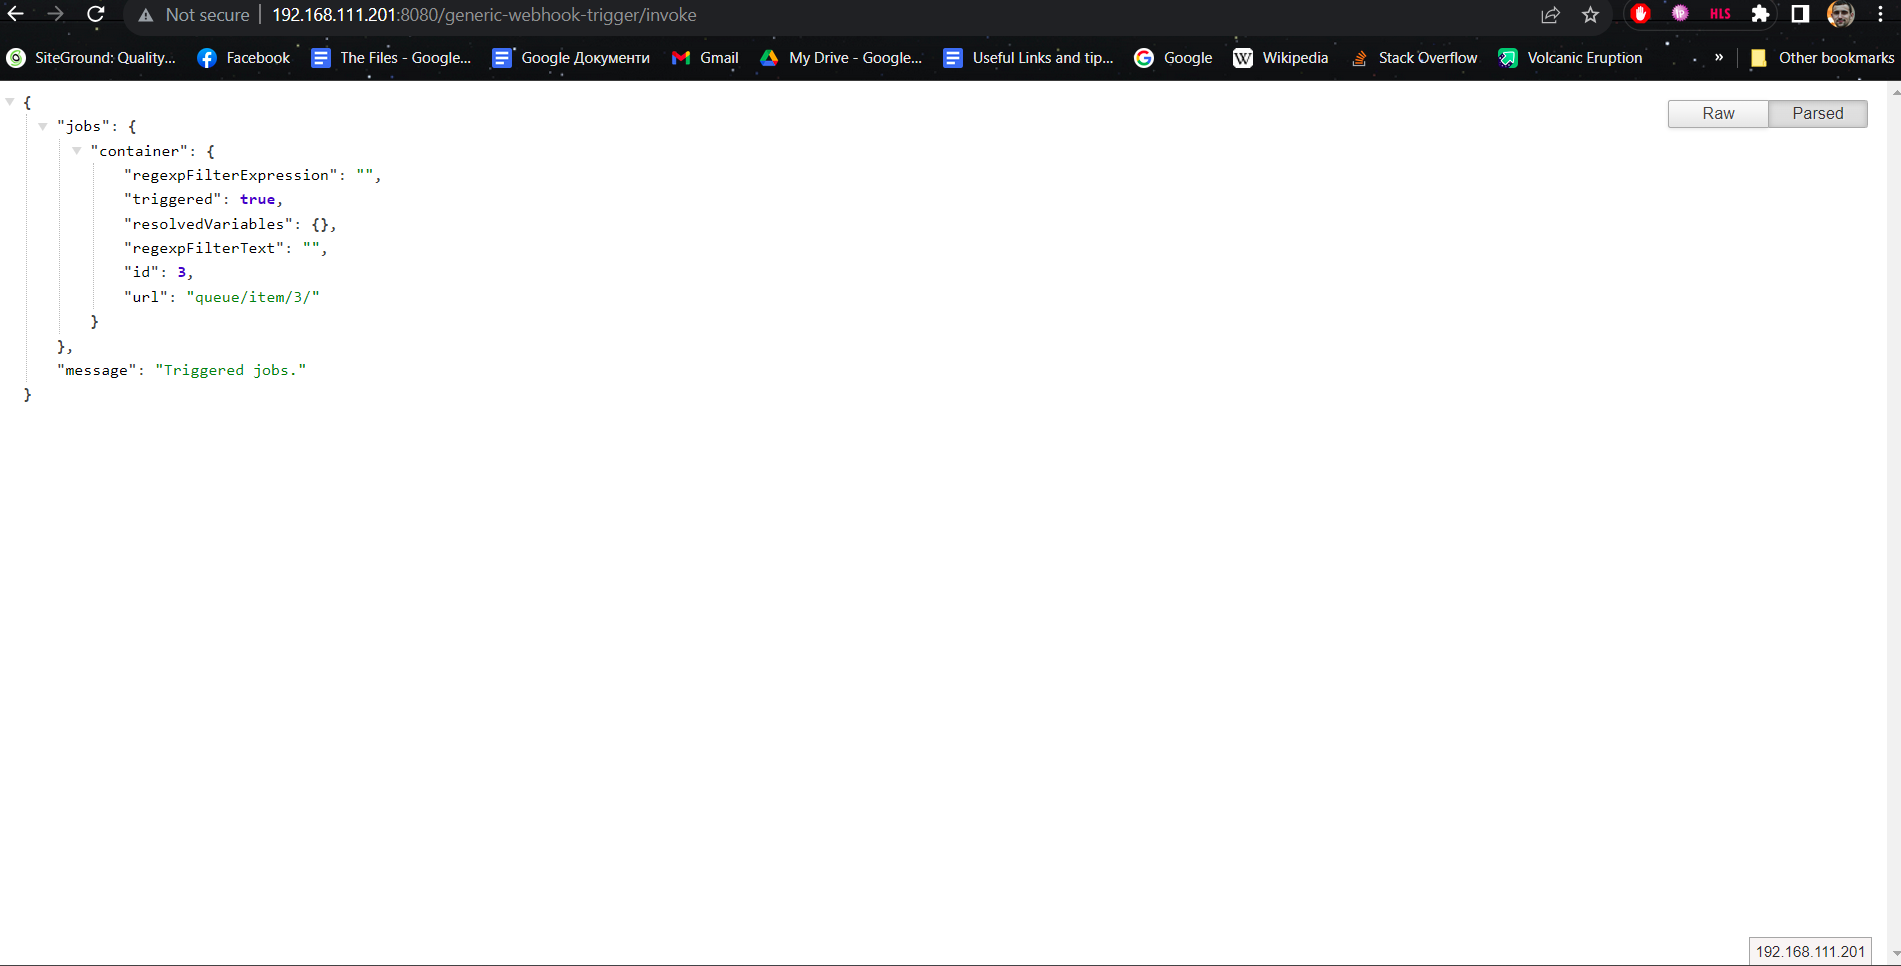 Not secure 192.168.111.201:8080/generic-webhook-trigger/invoke HLS
SiteGround: Quality... Facebook The Files - Google... Google Документи Gmail My Drive - Google... Useful Links and tip... Google Wikipedia Stack Overflow Volcanic Eruption » Other bookmarks
{
Raw Parsed
"jobs": {
"container": {
"regexpFilterExpression": "",
"triggered": true,
"resolvedVariables": {},
"regexpFilterText": "",
"id": 3,
"url": "queue/item/3/"
}
},
"message": "Triggered jobs."
}
192.168.111.201